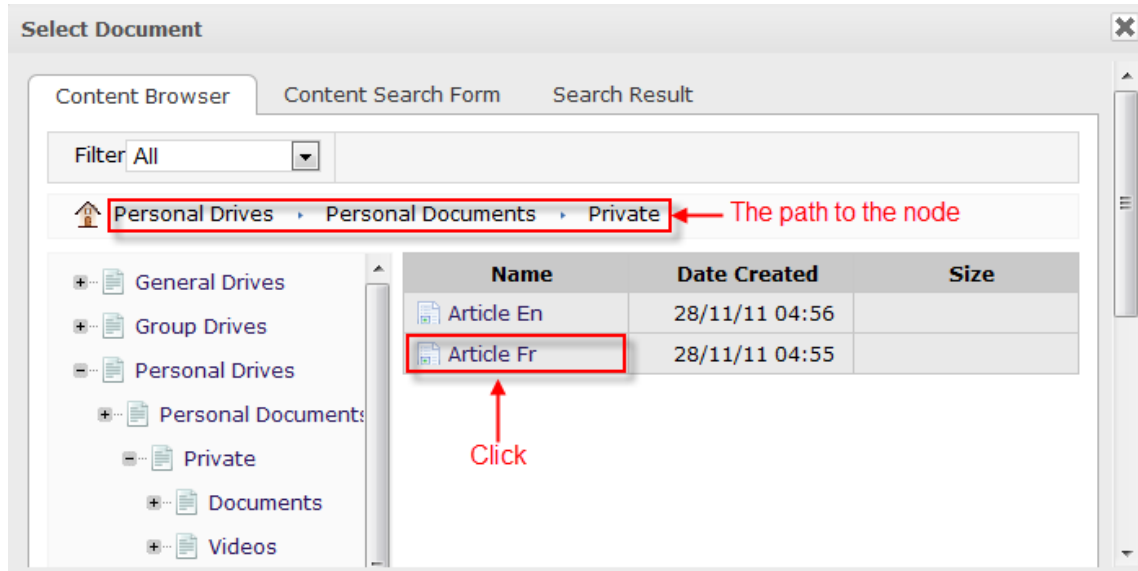 Select Document
Content Browser Content Search Form Search Result
Filter All
Personal Drives Personal Documents Private The path to the node
General Drives
Group Drives
Personal Drives
Personal Documents
Private
Documents
Videos
Name Date Created Size
Article En 28/11/11 04:56
Article Fr 28/11/11 04:55
Click